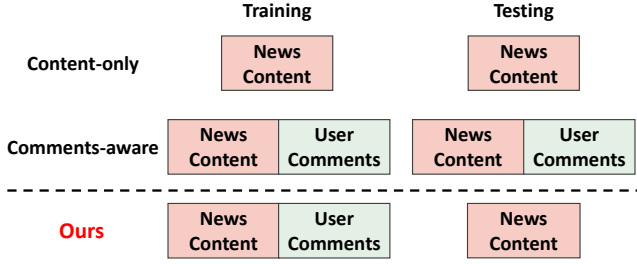 Training Testing
Content-only News Content News Content
Comments-aware News Content User Comments News Content User Comments
Ours News Content User Comments News Content